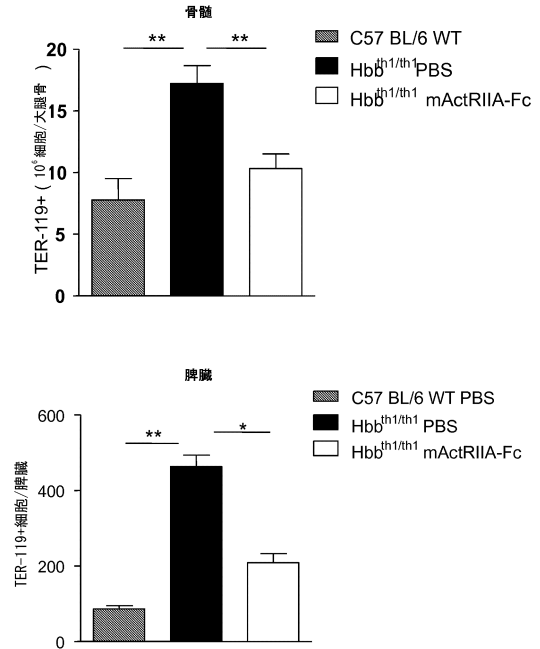 骨髄
C57 BL/6 WT
Hbbth1/th1PBS
Hbbth1/th1 mActRIIA-Fc
**
**
TER-119+ (10⁶細胞/大腿骨)
20
15
10
5
0
脾臓
C57 BL/6 WT PBS
Hbbth1/th1 PBS
Hbbth1/th1 mActRIIA-Fc
**
*
TER-119+細胞/脾臓
600
400
200
0